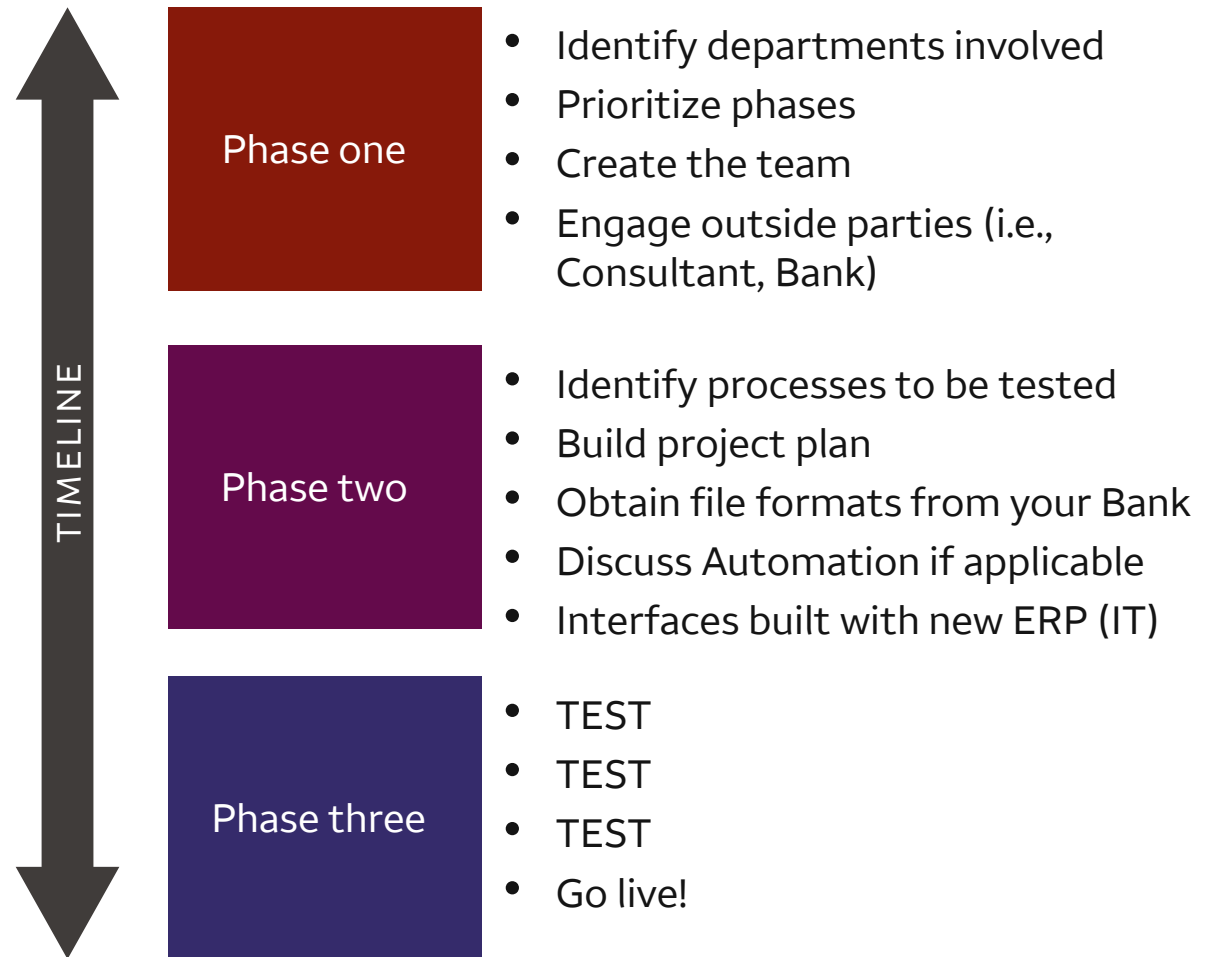 TIMELINE
Phase one
• Identify departments involved
• Prioritize phases
• Create the team
• Engage outside parties (i.e.,
Consultant, Bank)
Phase two
• Identify processes to be tested
• Build project plan
• Obtain file formats from your Bank
• Discuss Automation if applicable
• Interfaces built with new ERP (IT)
Phase three
• TEST
• TEST
• TEST
• Go live!